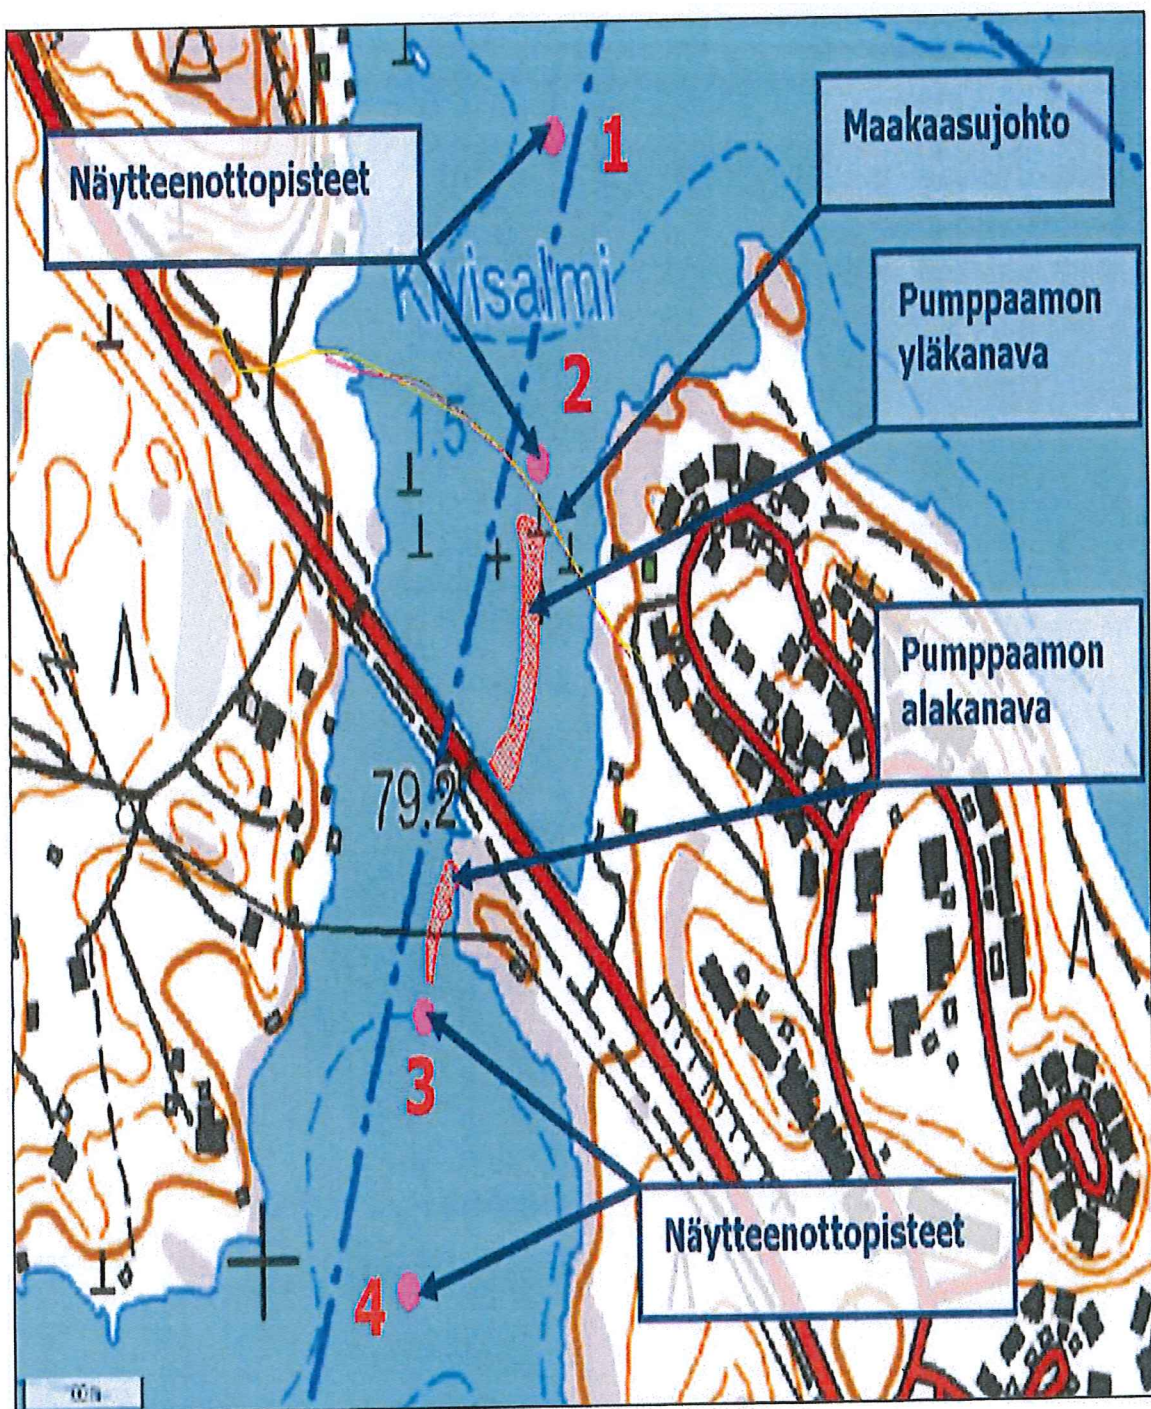 1
Maakaasujohto
Näytteenottopisteet
Kivisalmi
Pumppaamon
yläkanava
2
1.5
Pumppaamon
alakanava
79.2
3
Näytteenottopisteet
4